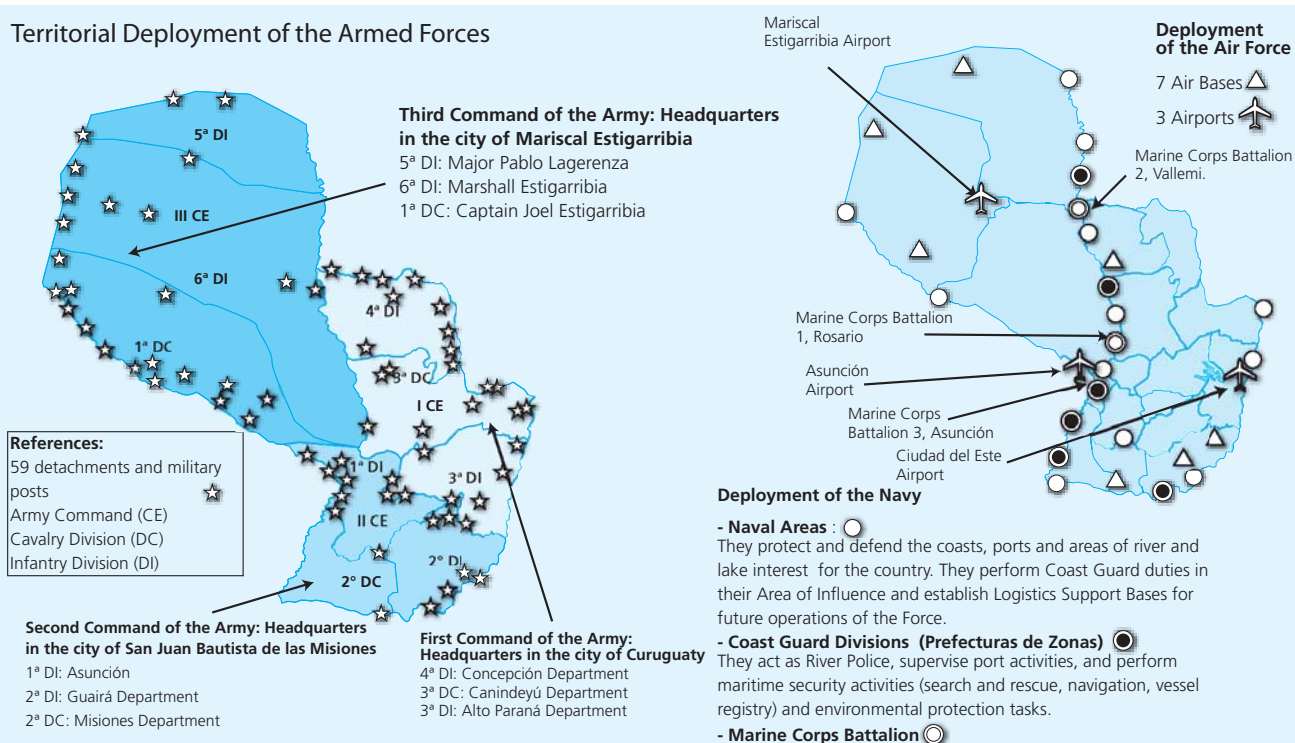 Territorial Deployment of the Armed Forces
5ª DI
III CE
6ª DI
1ª DC
Third Command of the Army: Headquarters
in the city of Mariscal Estigarribia
5ª DI: Major Pablo Lagerenza
6ª DI: Marshall Estigarribia
1ª DC: Captain Joel Estigarribia
4ª DI
3ª DC
I CE
1ª DI
3ª DI
II CE
2° DI
2° DC
References:
59 detachments and military
posts
Army Command (CE)
Cavalry Division (DC)
Infantry Division (DI)
Second Command of the Army: Headquarters
in the city of San Juan Bautista de las Misiones
1ª DI: Asunción
2ª DI: Guairá Department
2ª DC: Misiones Department
First Command of the Army:
Headquarters in the city of Curuguaty
4ª DI: Concepción Department
3ª DC: Canindeyú Department
3ª DI: Alto Paraná Department
Mariscal
Estigarribia Airport
Deployment
of the Air Force
7 Air Bases
3 Airports
Marine Corps Battalion
2, Vallemi.
Marine Corps Battalion
1, Rosario
Asunción
Airport
Marine Corps
Battalion 3, Asunción
Ciudad del Este
Airport
Deployment of the Navy
- Naval Areas :
They protect and defend the coasts, ports and areas of river and
lake interest for the country. They perform Coast Guard duties in
their Area of Influence and establish Logistics Support Bases for
future operations of the Force.
- Coast Guard Divisions (Prefecturas de Zonas)
They act as River Police, supervise port activities, and perform
maritime security activities (search and rescue, navigation, vessel
registry) and environmental protection tasks.
- Marine Corps Battalion